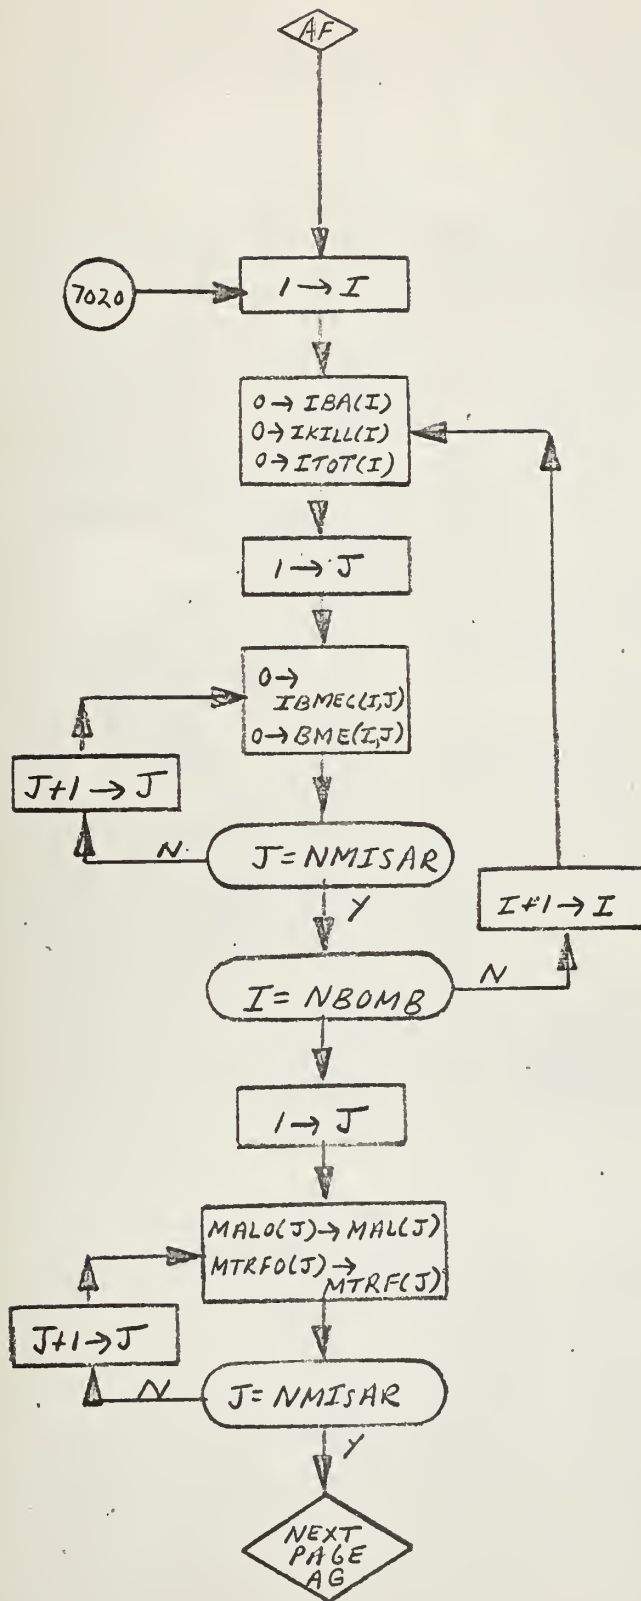 AF
7020
1 → I
0 → IBA(I)
0 → IKILL(I)
0 → ITOT(I)
1 → J
0 →
IBMEC(I,J)
0 → BME(I,J)
J+1 → J
N
J = NMISAR
Y
I+1 → I
I = NBOMB
N
1 → J
MALO(J) → MAL(J)
MTRFO(J) →
MTRF(J)
J+1 → J
N
J = NMISAR
Y
NEXT
PAGE
AG